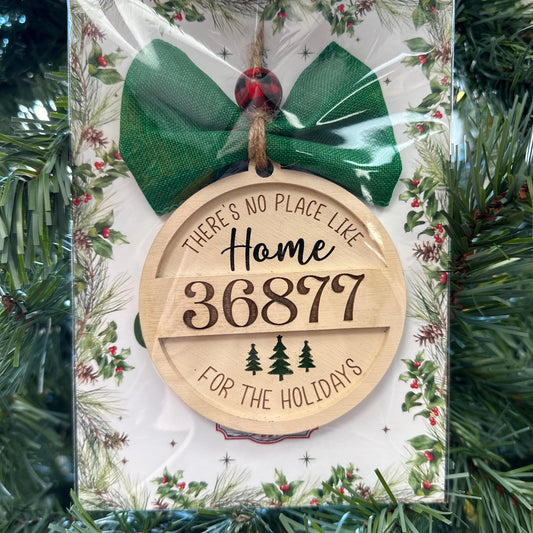 THERE'S NO PLACE LIKE
Home
36877
FOR THE HOLIDAYS